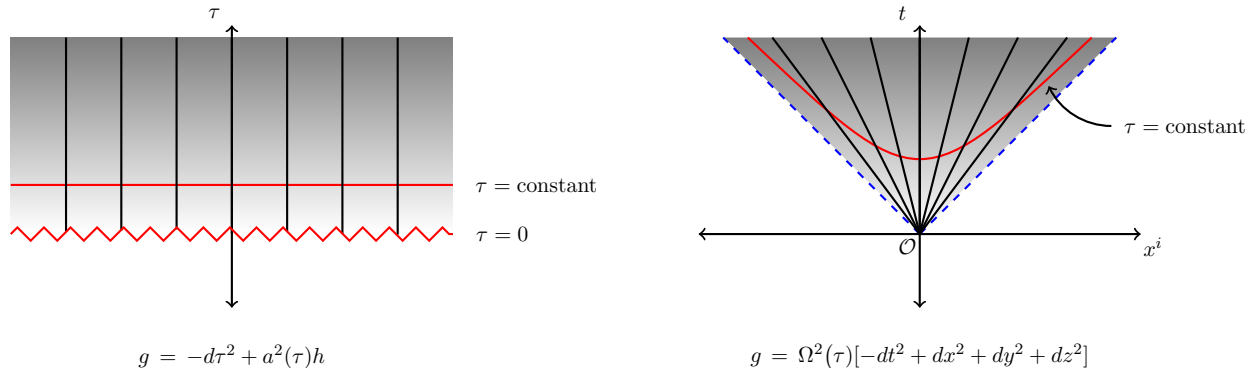 τ
τ = constant
τ = 0
g = −dτ² + a²(τ)h
t
τ = constant
𝒪
xⁱ
g = Ω²(τ)[−dt² + dx² + dy² + dz²]